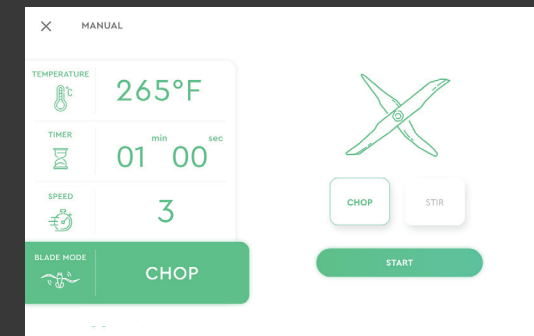 MANUAL
TEMPERATURE
°C
265°F
TIMER
min sec
01 00
SPEED
3
BLADE MODE
CHOP
CHOP
STIR
START